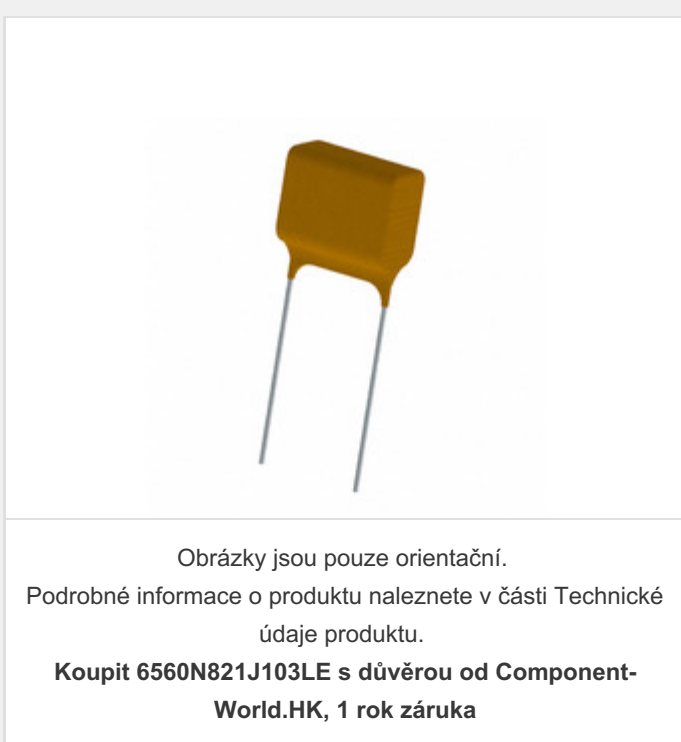 Obrázky jsou pouze orientační.
Podrobné informace o produktu naleznete v části Technické
údaje produktu.
Koupit 6560N821J103LE s důvěrou od Component-
World.HK, 1 rok záruka